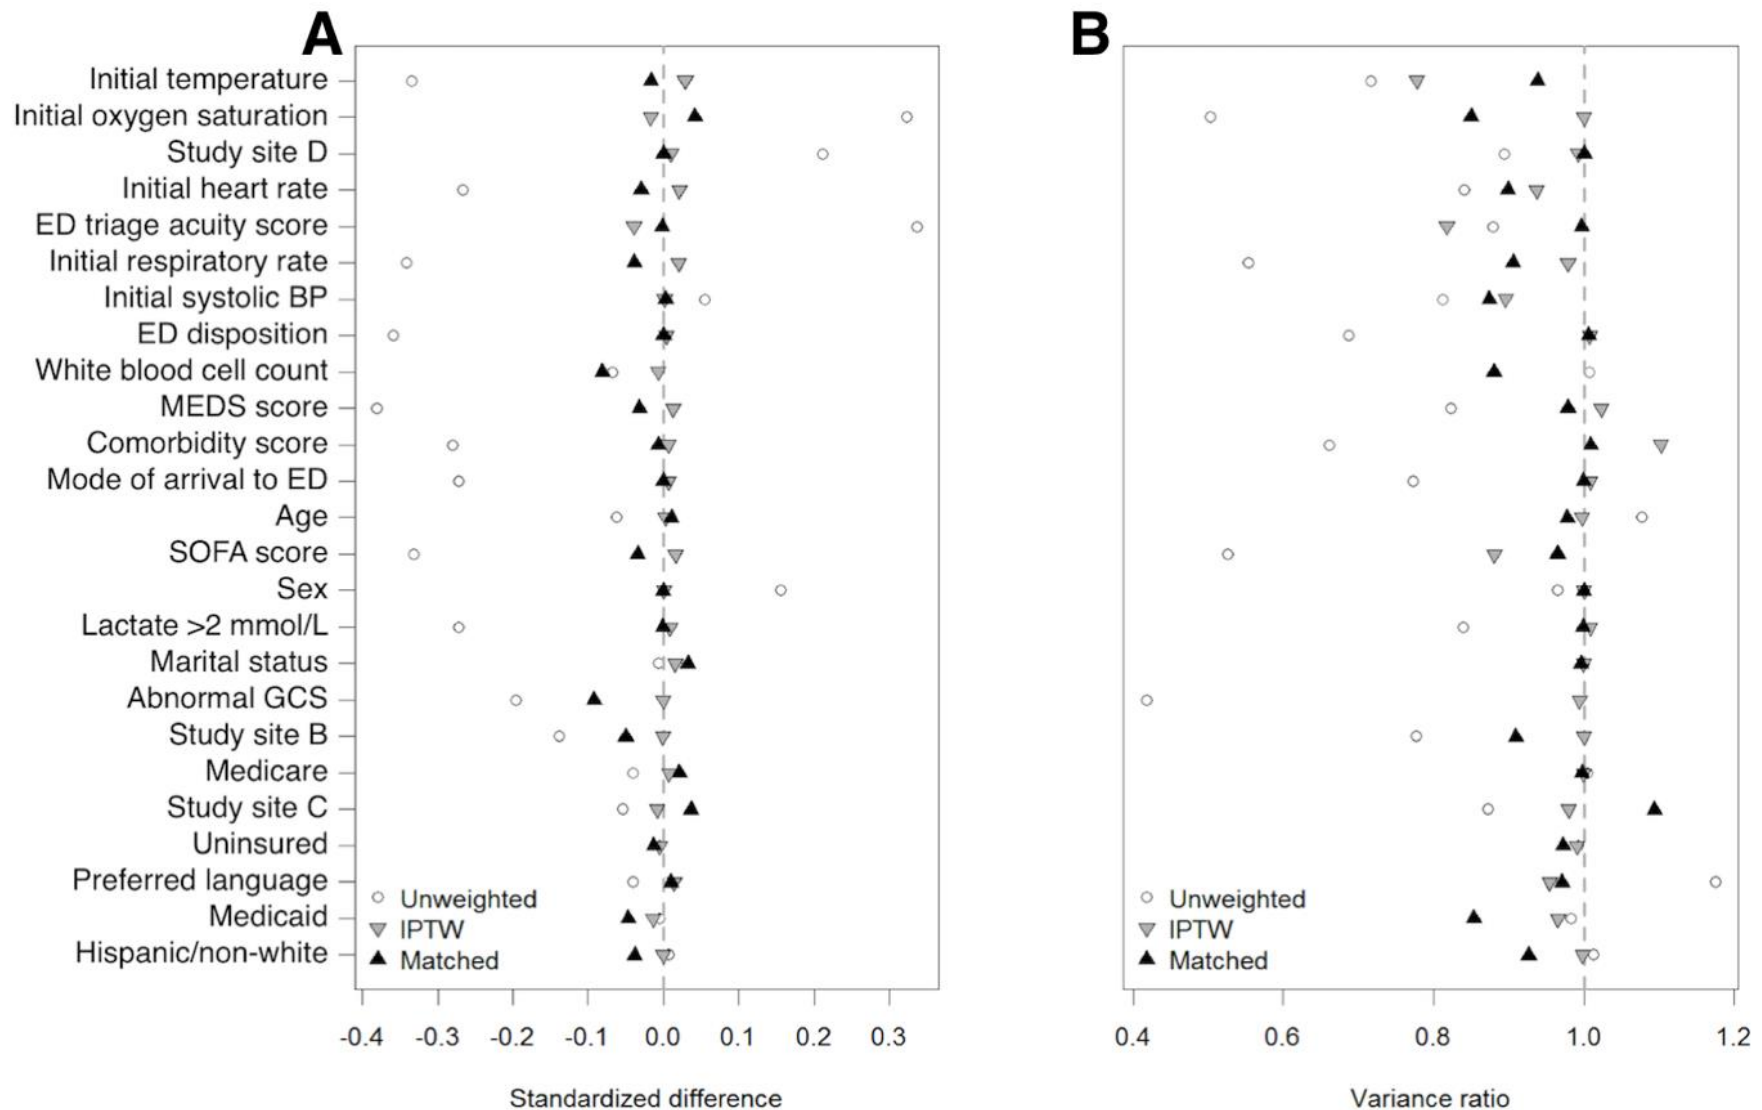 A
B
Initial temperature
Initial oxygen saturation
Study site D
Initial heart rate
ED triage acuity score
Initial respiratory rate
Initial systolic BP
ED disposition
White blood cell count
MEDS score
Comorbidity score
Mode of arrival to ED
Age
SOFA score
Sex
Lactate >2 mmol/L
Marital status
Abnormal GCS
Study site B
Medicare
Study site C
Uninsured
Preferred language
Medicaid
Hispanic/non-white
Unweighted
IPTW
Matched
-0.4 -0.3 -0.2 -0.1 0.0 0.1 0.2 0.3
Standardized difference
Unweighted
IPTW
Matched
0.4 0.6 0.8 1.0 1.2
Variance ratio